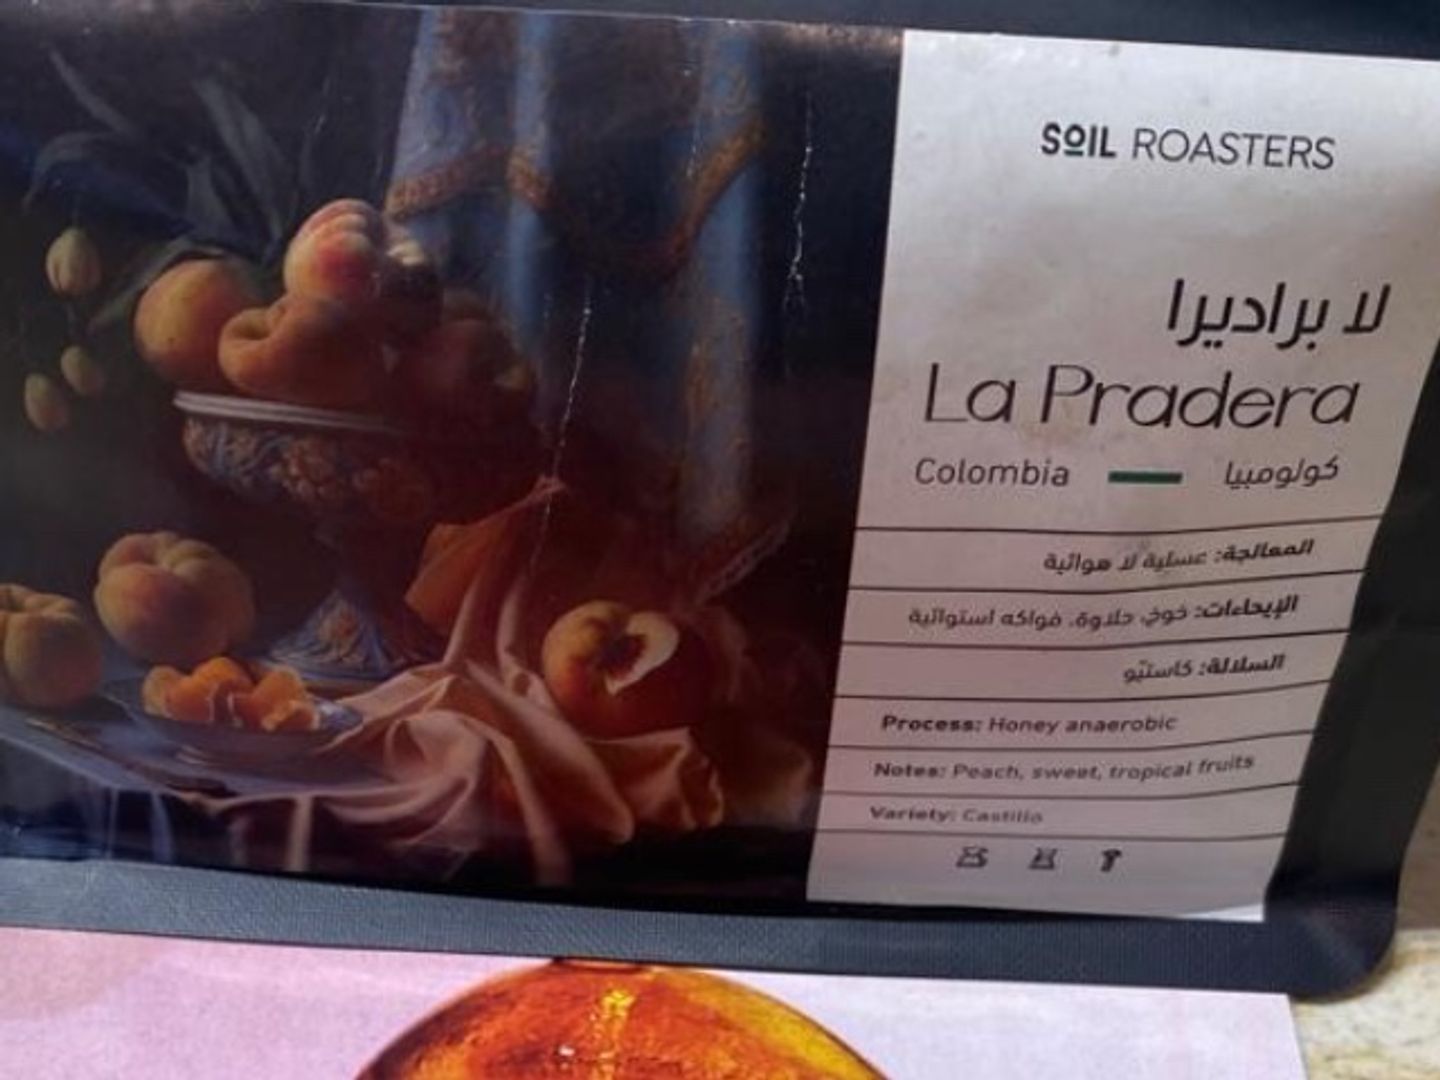 SOIL ROASTERS
لا براديرا
La Pradera
Colombia — كولومبيا
المعالجة: عسلية لا هوائية
الإيحاءات: خوخ، حلاوة، فواكه استوائية
السلالة: كاستيّو
Process: Honey anaerobic
Notes: Peach, sweet, tropical fruits
Variety: Castillo